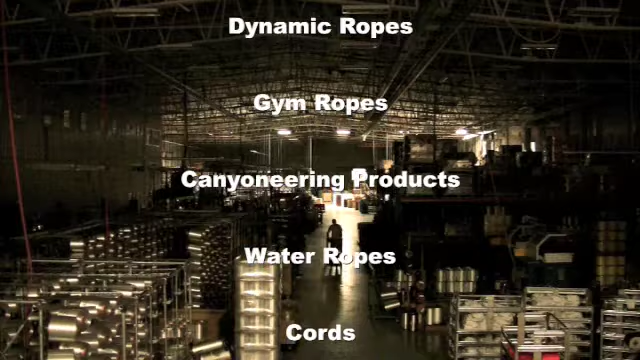 Dynamic Ropes
Gym Ropes
Canyoneering Products
Water Ropes
Cords